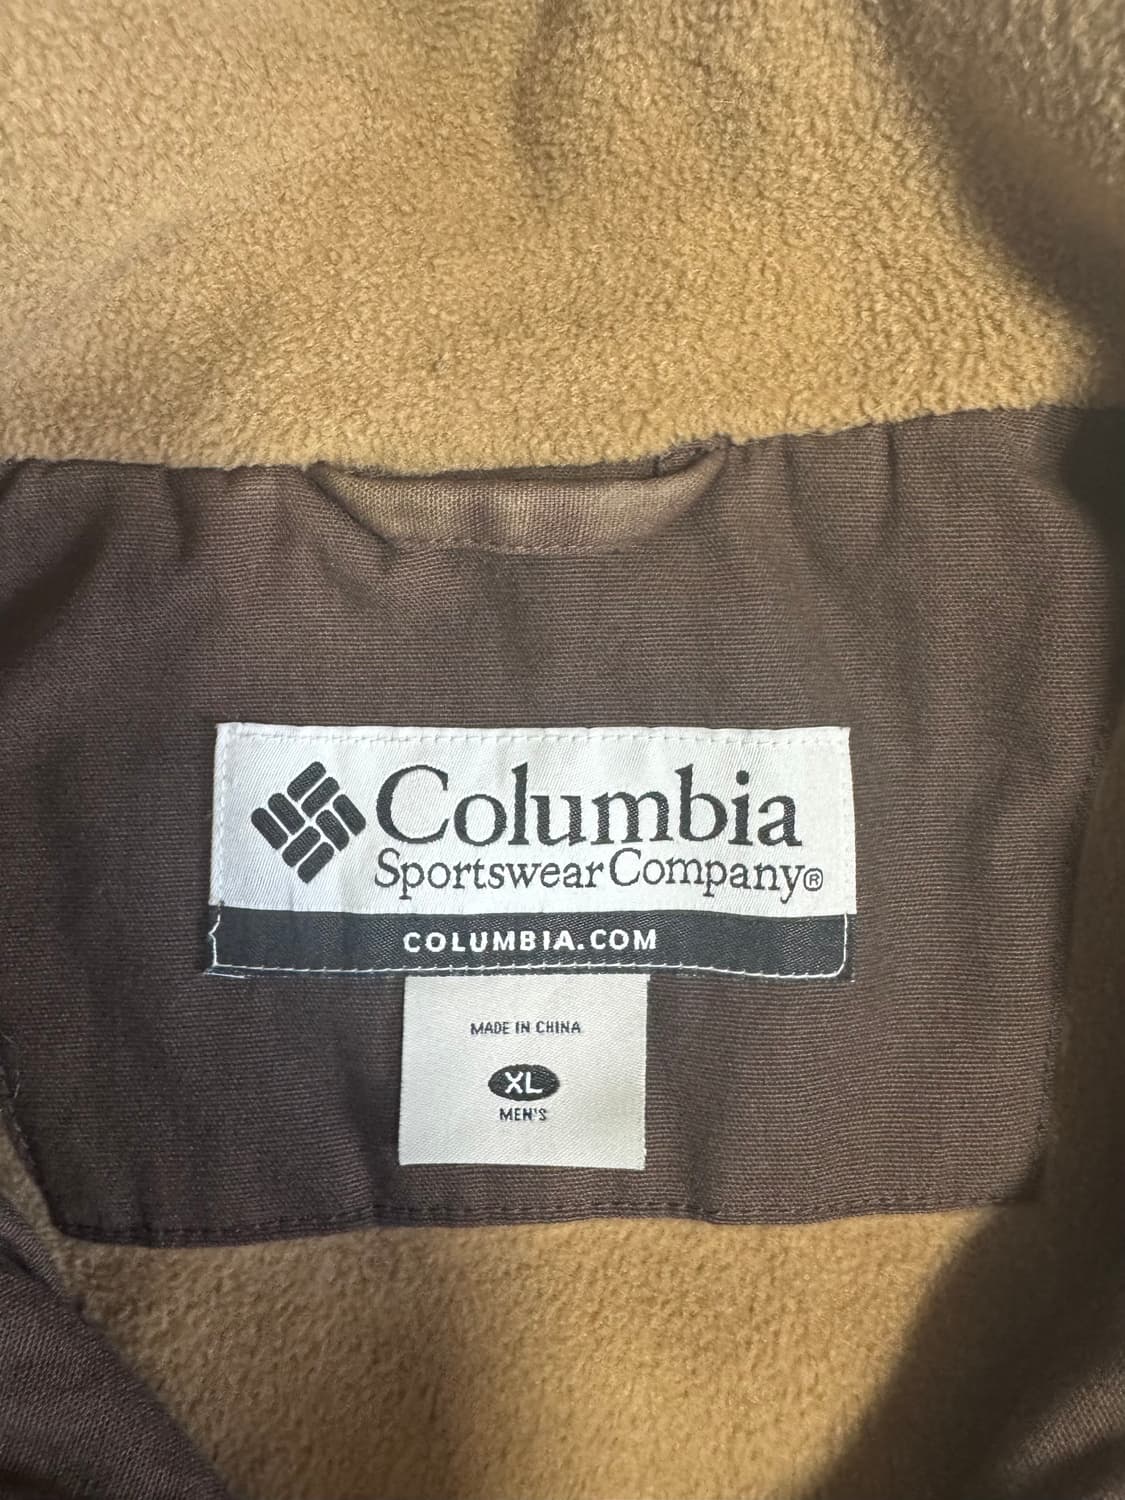 Columbia
Sportswear Company®
COLUMBIA.COM
MADE IN CHINA
XL
MEN'S